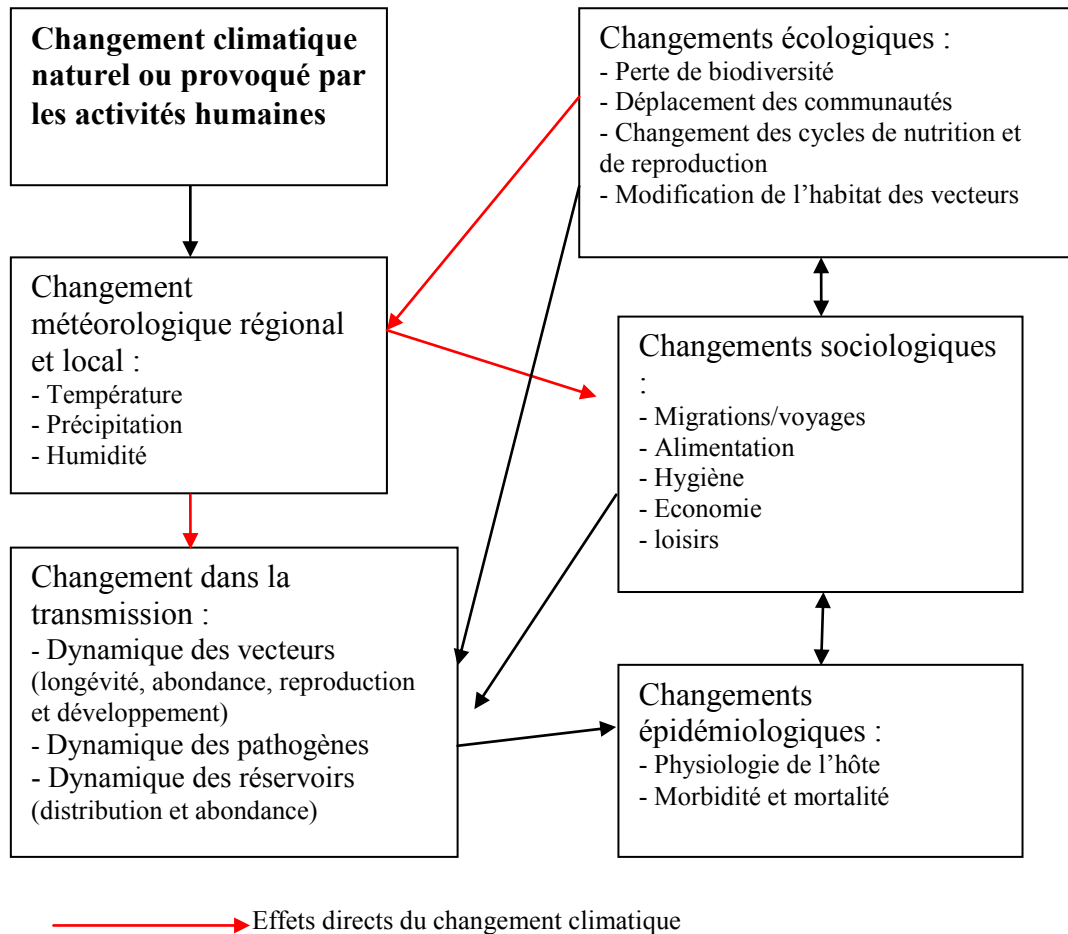 Changement climatique
naturel ou provoqué par
les activités humaines
Changement
météorologique régional
et local :
- Température
- Précipitation
- Humidité
Changement dans la
transmission :
- Dynamique des vecteurs
(longévité, abondance, reproduction
et développement)
- Dynamique des pathogènes
- Dynamique des réservoirs
(distribution et abondance)
Changements écologiques :
- Perte de biodiversité
- Déplacement des communautés
- Changement des cycles de nutrition et
de reproduction
- Modification de l’habitat des vecteurs
Changements sociologiques
:
- Migrations/voyages
- Alimentation
- Hygiène
- Economie
- loisirs
Changements
épidémiologiques :
- Physiologie de l’hôte
- Morbidité et mortalité
Effets directs du changement climatique